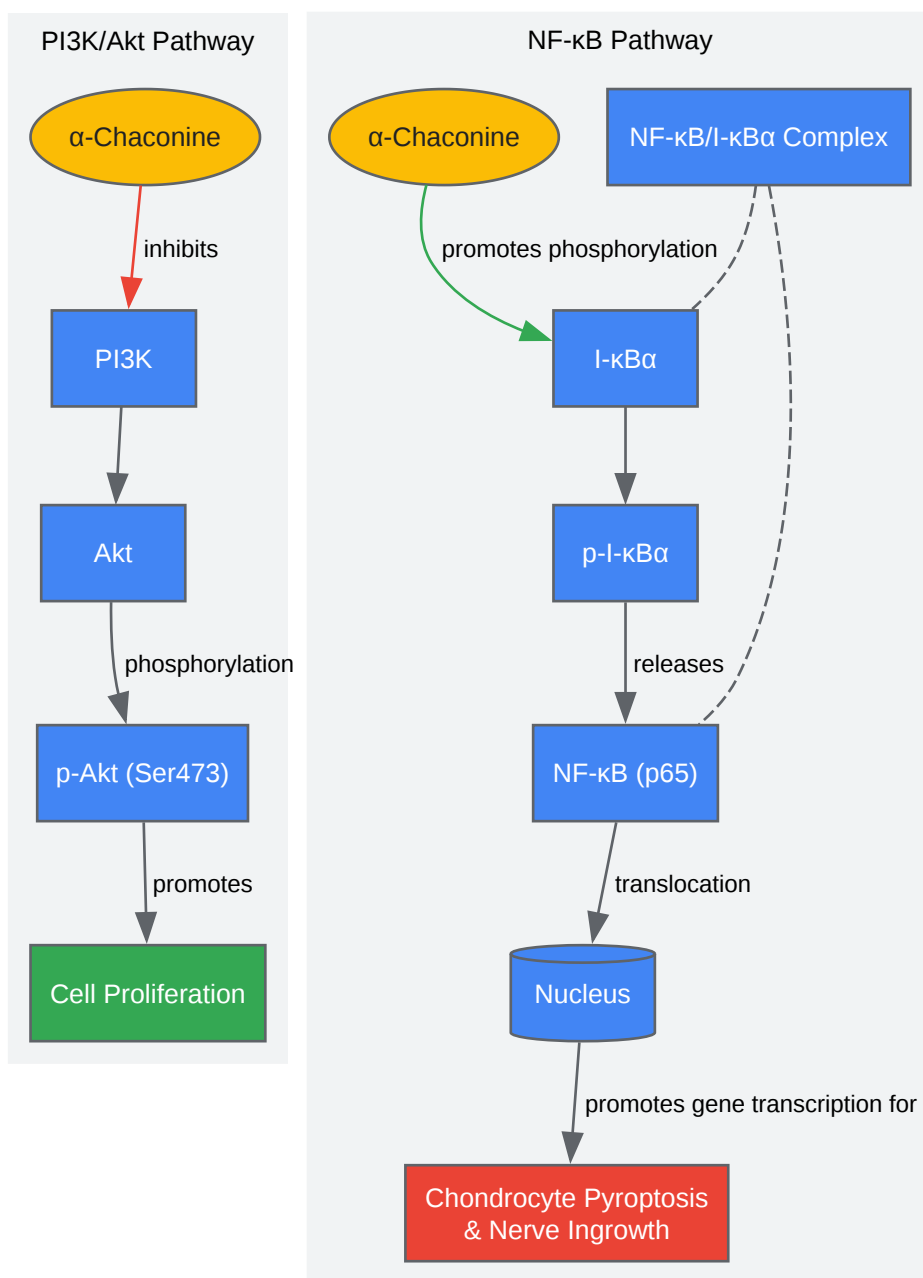 PI3K/Akt Pathway
α-Chaconine
inhibits
PI3K
Akt
phosphorylation
p-Akt (Ser473)
promotes
Cell Proliferation
NF-κB Pathway
α-Chaconine
NF-κB/I-κBα Complex
promotes phosphorylation
I-κBα
p-I-κBα
releases
NF-κB (p65)
translocation
Nucleus
promotes gene transcription for
Chondrocyte Pyroptosis
& Nerve Ingrowth